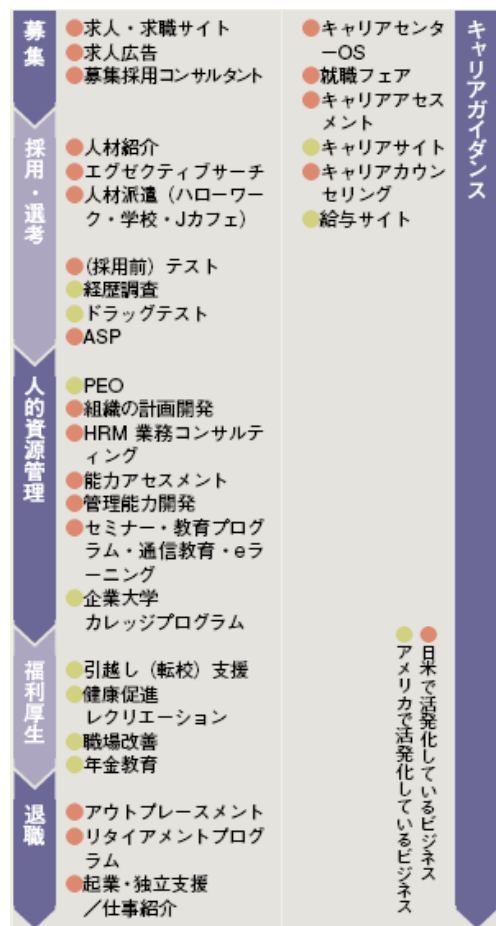 募集
●求人・求職サイト
●求人広告
●募集採用コンサルタント
採用・選考
●人材紹介
●エグゼクティブサーチ
●人材派遣（ハローワー
ク・学校・Jカフェ）
●(採用前）テスト
●経歴調査
●ドラッグテスト
●ASP
人的資源管理
●PEO
●組織の計画開発
●HRM 業務コンサルテ
ィング
●能力アセスメント
●管理能力開発
●セミナー・教育プログ
ラム・通信教育・eラ
ーニング
●企業大学
カレッジプログラム
福利厚生
●引越し（転校）支援
●健康促進
レクリエーション
●職場改善
●年金教育
退職
●アウトプレースメント
●リタイアメントプログ
ラム
●起業・独立支援
／仕事紹介
●キャリアセンタ
ーOS
●就職フェア
●キャリアアセス
メント
●キャリアサイト
●キャリアカウン
セリング
●給与サイト
キャリアガイダンス
●日米で活発化しているビジネス
●アメリカで活発化しているビジネス